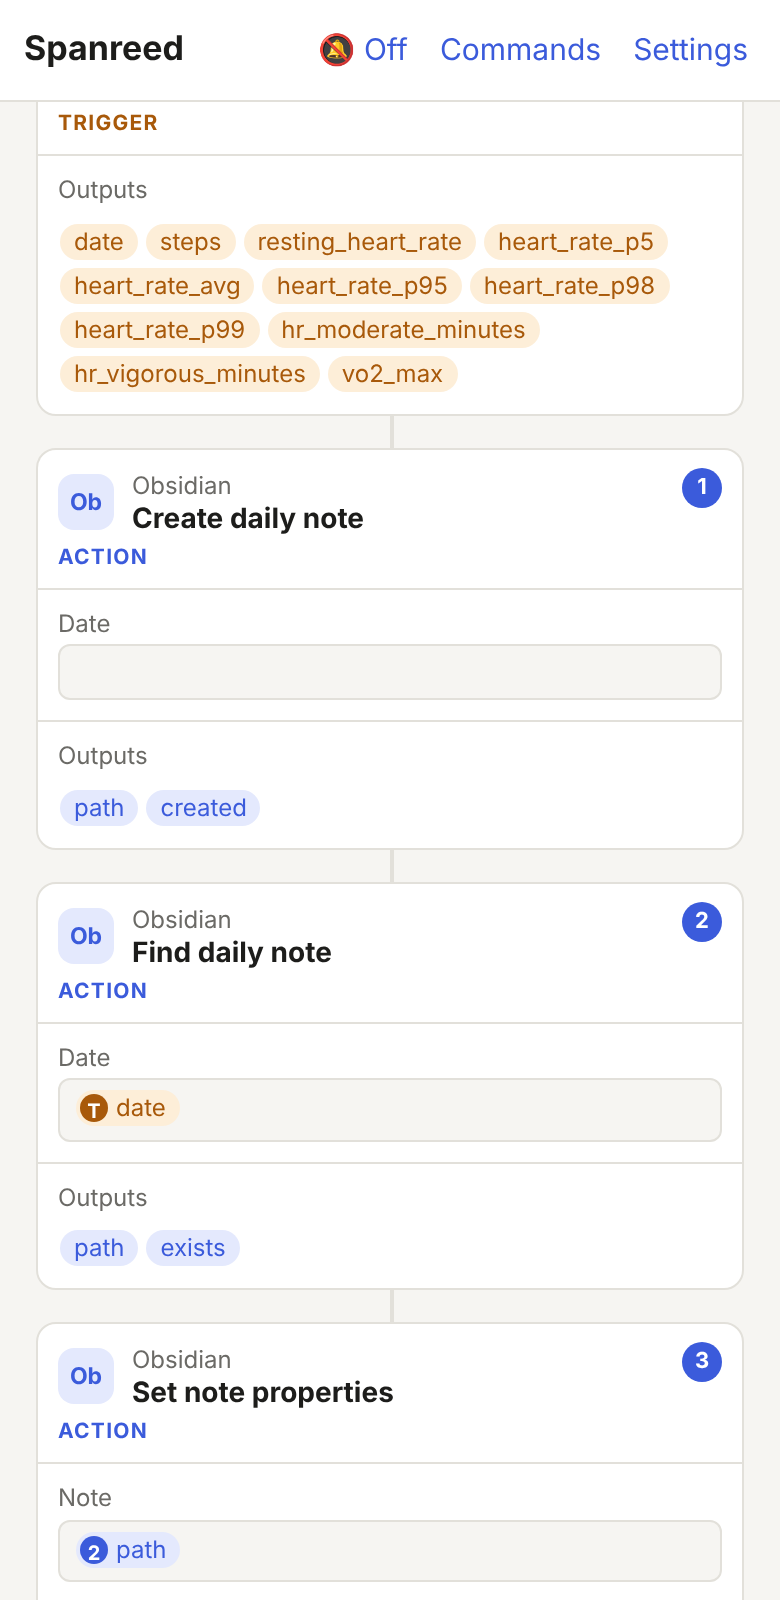 Spanreed Off Commands Settings
TRIGGER
Outputs
date steps resting_heart_rate heart_rate_p5
heart_rate_avg heart_rate_p95 heart_rate_p98
heart_rate_p99 hr_moderate_minutes
hr_vigorous_minutes vo2_max
Ob Obsidian 1
Create daily note
ACTION
Date
Outputs
path created
Ob Obsidian 2
Find daily note
ACTION
Date
T date
Outputs
path exists
Ob Obsidian 3
Set note properties
ACTION
Note
2 path